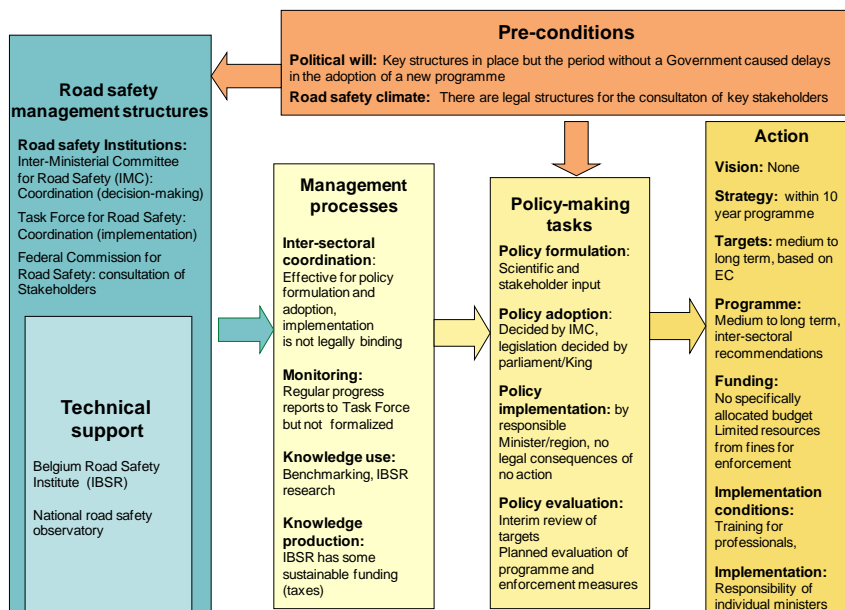 Pre-conditions
Political will: Key structures in place but the period without a Government caused delays
in the adoption of a new programme
Road safety climate: There are legal structures for the consultaton of key stakeholders
Road safety
management structures
Road safety Institutions:
Inter-Ministerial Committee
for Road Safety (IMC):
Coordination (decision-making)
Task Force for Road Safety:
Coordination (implementation)
Federal Commission for
Road Safety: consultation of
Stakeholders
Technical
support
Belgium Road Safety
Institute (IBSR)
National road safety
observatory
Management
processes
Inter-sectoral
coordination:
Effective for policy
formulation and
adoption,
implementation
is not legally binding
Monitoring:
Regular progress
reports to Task Force
but not formalized
Knowledge use:
Benchmarking, IBSR
research
Knowledge
production:
IBSR has some
sustainable funding
(taxes)
Policy-making
tasks
Policy formulation:
Scientific and
stakeholder input
Policy adoption:
Decided by IMC,
legislation decided by
parliament/King
Policy
implementation: by
responsible
Minister/region, no
legal consequences of
no action
Policy evaluation:
Interim review of
targets
Planned evaluation of
programme and
enforcement measures
Action
Vision: None
Strategy: within 10
year programme
Targets: medium to
long term, based on
EC
Programme:
Medium to long term,
inter-sectoral
recommendations
Funding:
No specifically
allocated budget
Limited resources
from fines for
enforcement
Implementation
conditions:
Training for
professionals,
Implementation:
Responsibility of
individual ministers